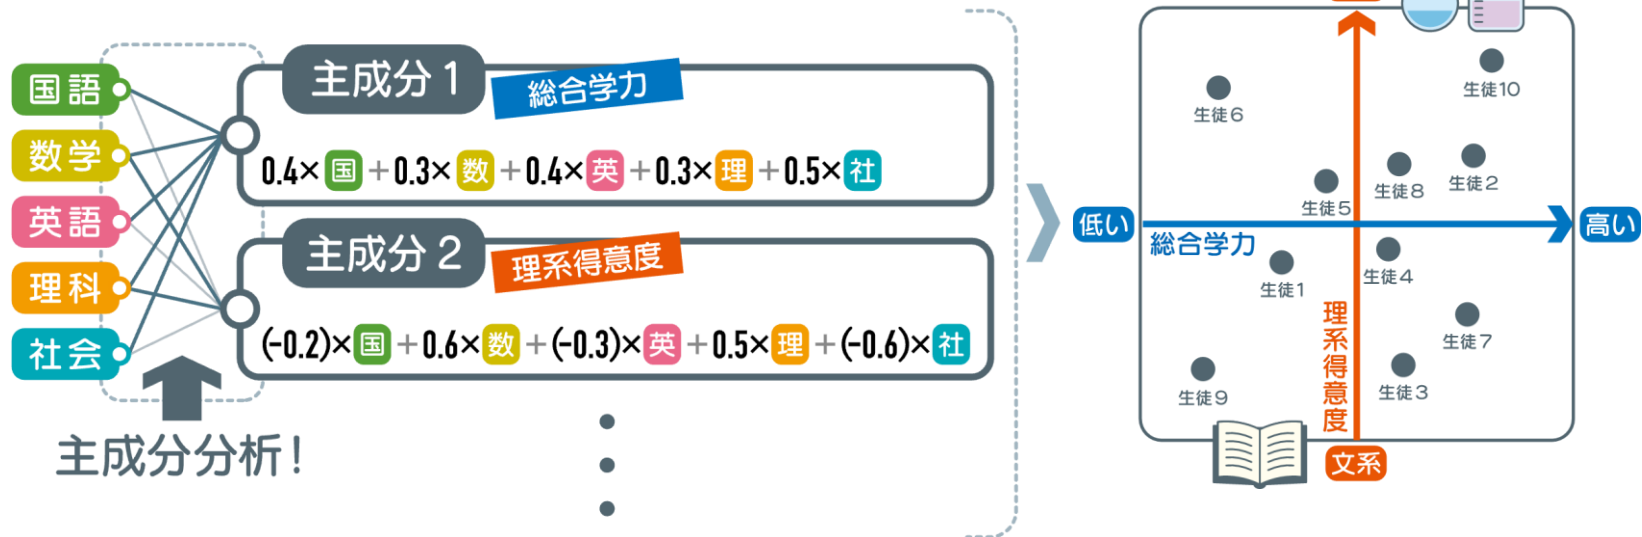 国語
数学
英語
理科
社会
主成分分析!
主成分1
総合学力
0.4×国+0.3×数+0.4×英+0.3×理+0.5×社
主成分2
理系得意度
(-0.2)×国+0.6×数+(-0.3)×英+0.5×理+(-0.6)×社
生徒10
生徒6
生徒8
生徒2
生徒5
低い
高い
総合学力
生徒1
生徒4
理系得意度
生徒7
生徒9
生徒3
文系